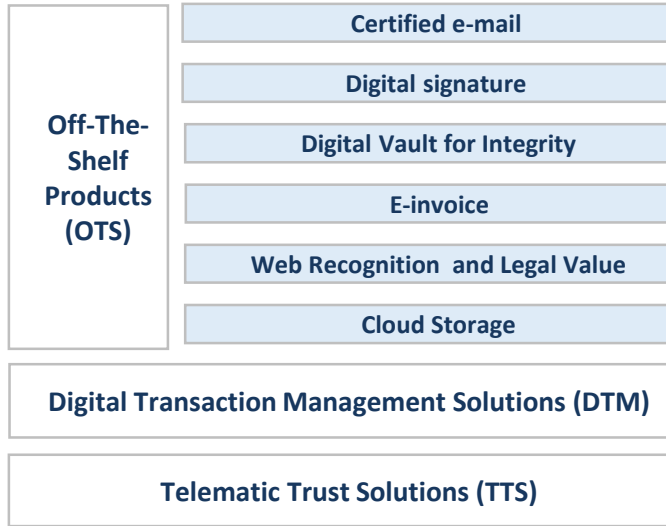 Off-The-
Shelf
Products
(OTS)
Certified e-mail
Digital signature
Digital Vault for Integrity
E-invoice
Web Recognition  and Legal Value
Cloud Storage
Digital Transaction Management Solutions (DTM)
Telematic Trust Solutions (TTS)